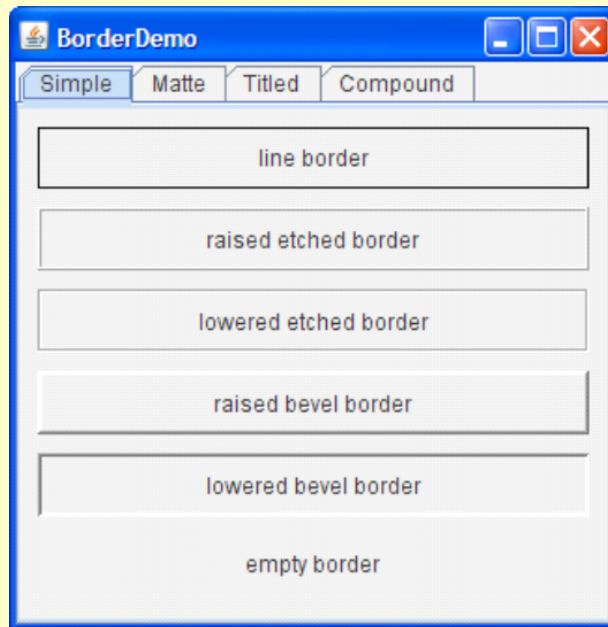 BorderDemo
Simple Matte Titled Compound
line border
raised etched border
lowered etched border
raised bevel border
lowered bevel border
empty border